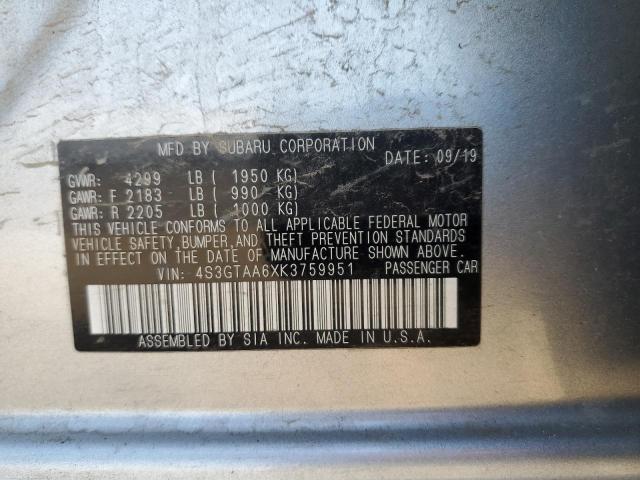 MFD BY SUBARU CORPORATION
DATE: 09/19
GVWR: 4299 LB ( 1950 KG)
GAWR: F 2183 LB ( 990 KG)
GAWR: R 2205 LB ( 1000 KG)
THIS VEHICLE CONFORMS TO ALL APPLICABLE FEDERAL MOTOR
VEHICLE SAFETY, BUMPER, AND THEFT PREVENTION STANDARDS
IN EFFECT ON THE DATE OF MANUFACTURE SHOWN ABOVE.
VIN: 4S3GTAA6XK3759951 PASSENGER CAR
ASSEMBLED BY SIA INC. MADE IN U.S.A.